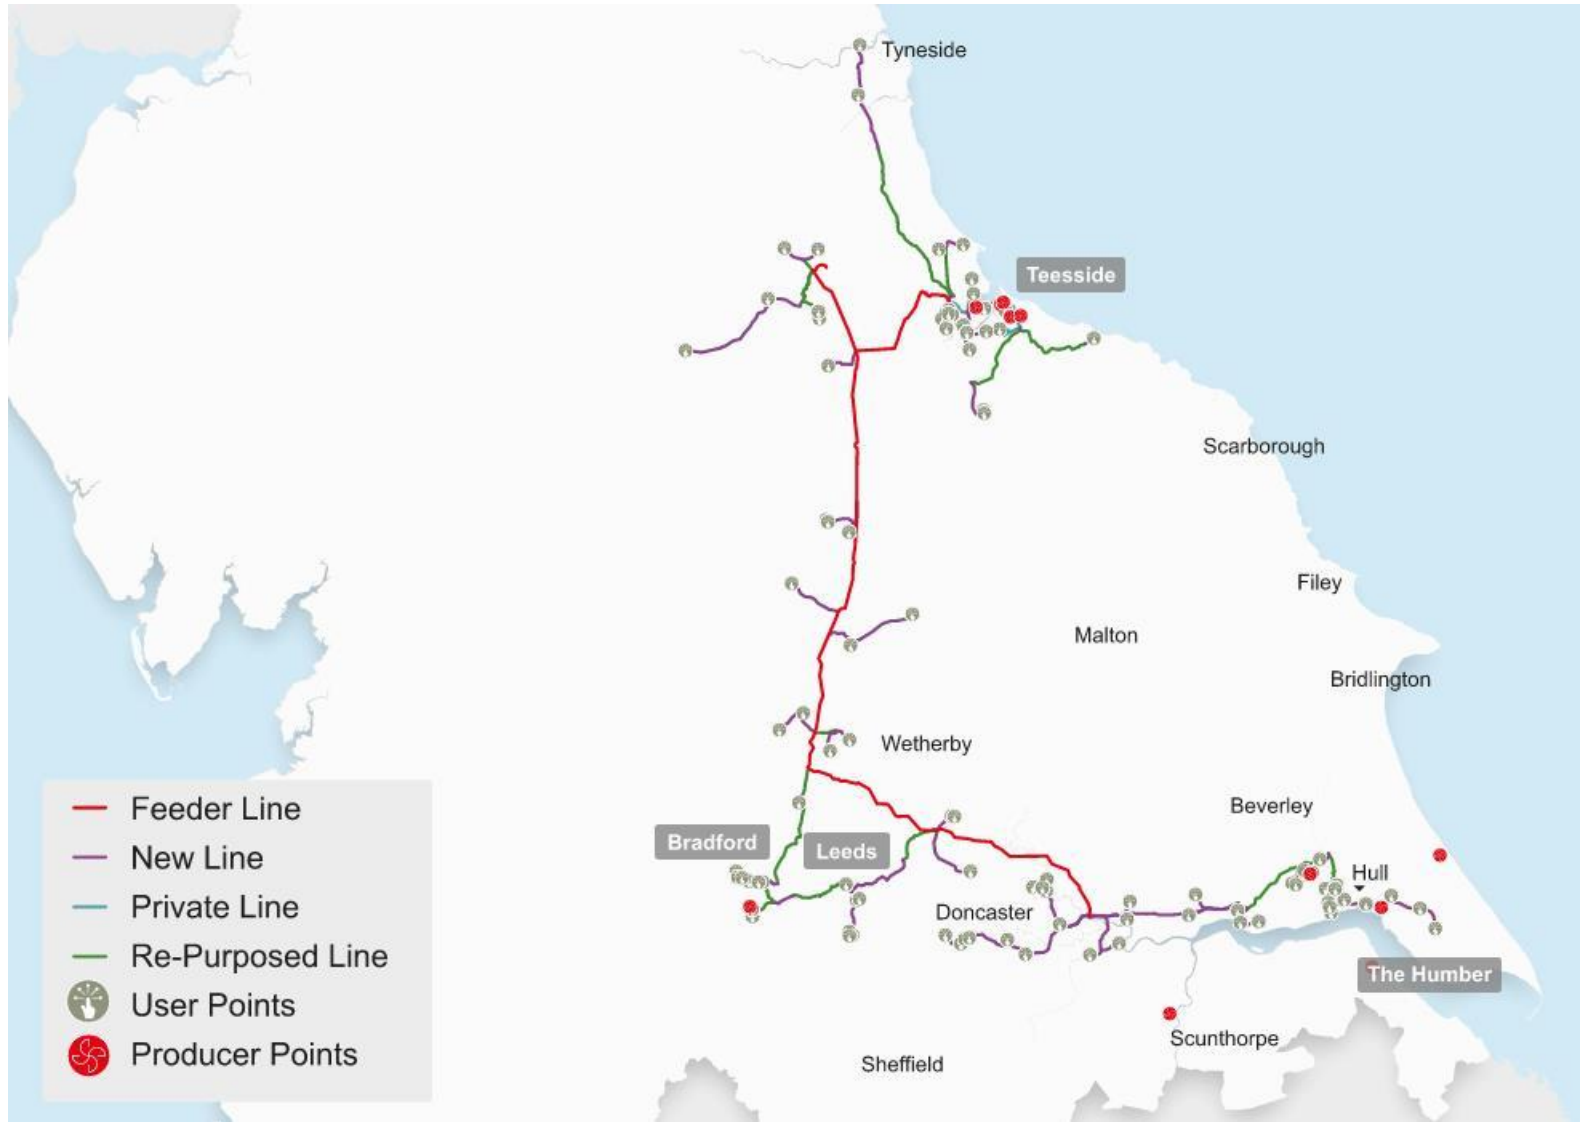 Tyneside
Teesside
Scarborough
Filey
Malton
Bridlington
Wetherby
Beverley
Bradford
Leeds
Hull
Doncaster
The Humber
Scunthorpe
Sheffield
Feeder Line
New Line
Private Line
Re-Purposed Line
User Points
Producer Points